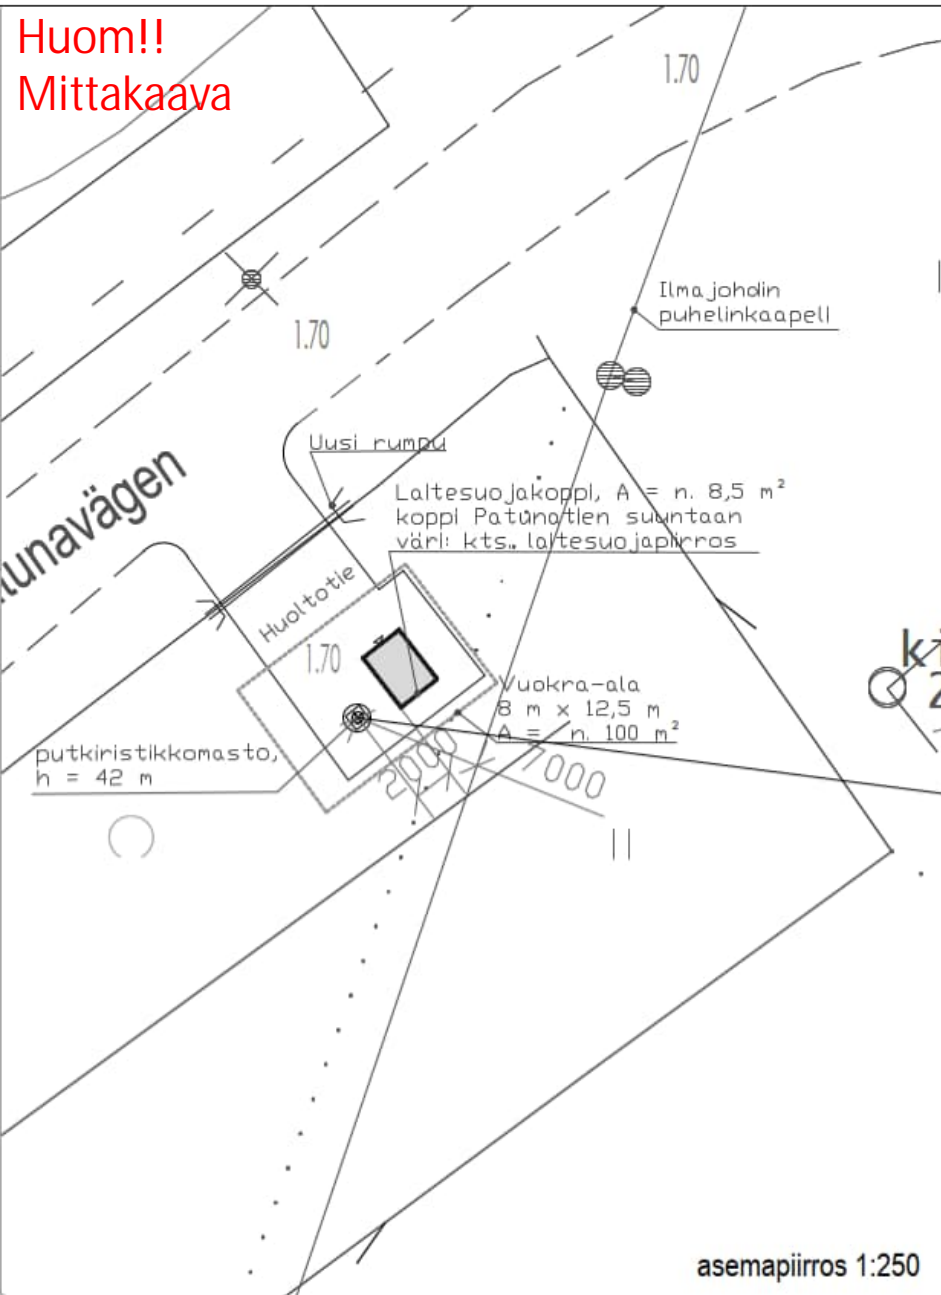 Huom!!
Mittakaava
1.70
Ilmajohdin
puhelinkaapeli
1.70
Uusi rumpu
Laitesuojakoppi, A = n. 8,5 m²
koppi Patunatien suuntaan
väri: kts. laitesuojapiirros
unavägen
Huoltotie
1.70
Vuokra-ala
8 m x 12,5 m
A = n. 100 m²
putkiristikkomasto,
h = 42 m
2000
7000
asemapiirros 1:250